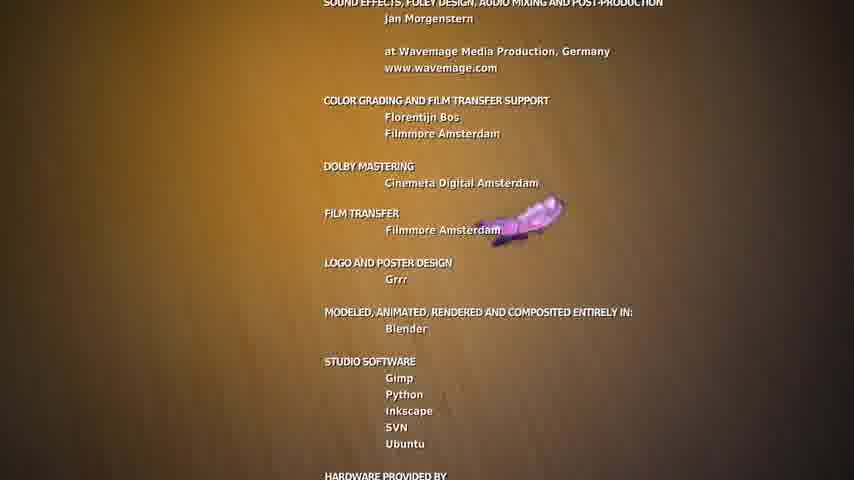 SOUND EFFECTS, FOLEY DESIGN, AUDIO MIXING AND POST-PRODUCTION
Jan Morgenstern
at Wavemage Media Production, Germany
www.wavemage.com
COLOR GRADING AND FILM TRANSFER SUPPORT
Florentijn Bos
Filmmore Amsterdam
DOLBY MASTERING
Cinemeta Digital Amsterdam
FILM TRANSFER
Filmmore Amsterdam
LOGO AND POSTER DESIGN
Grrr
MODELED, ANIMATED, RENDERED AND COMPOSITED ENTIRELY IN:
Blender
STUDIO SOFTWARE
Gimp
Python
Inkscape
SVN
Ubuntu
HARDWARE PROVIDED BY